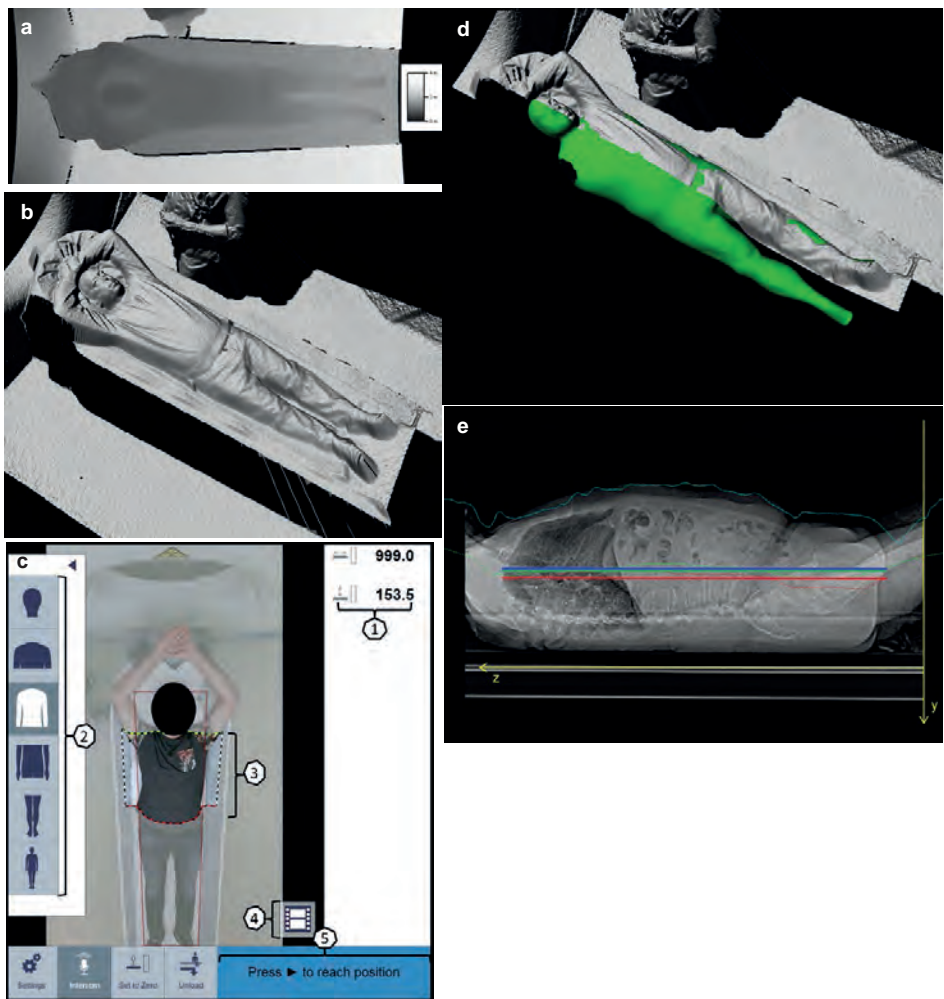 a
b
c
999.0
153.5
1
2
3
4
5
Settings
Intercom
Set to Zero
Unload
Press ► to reach position
d
e
z
y